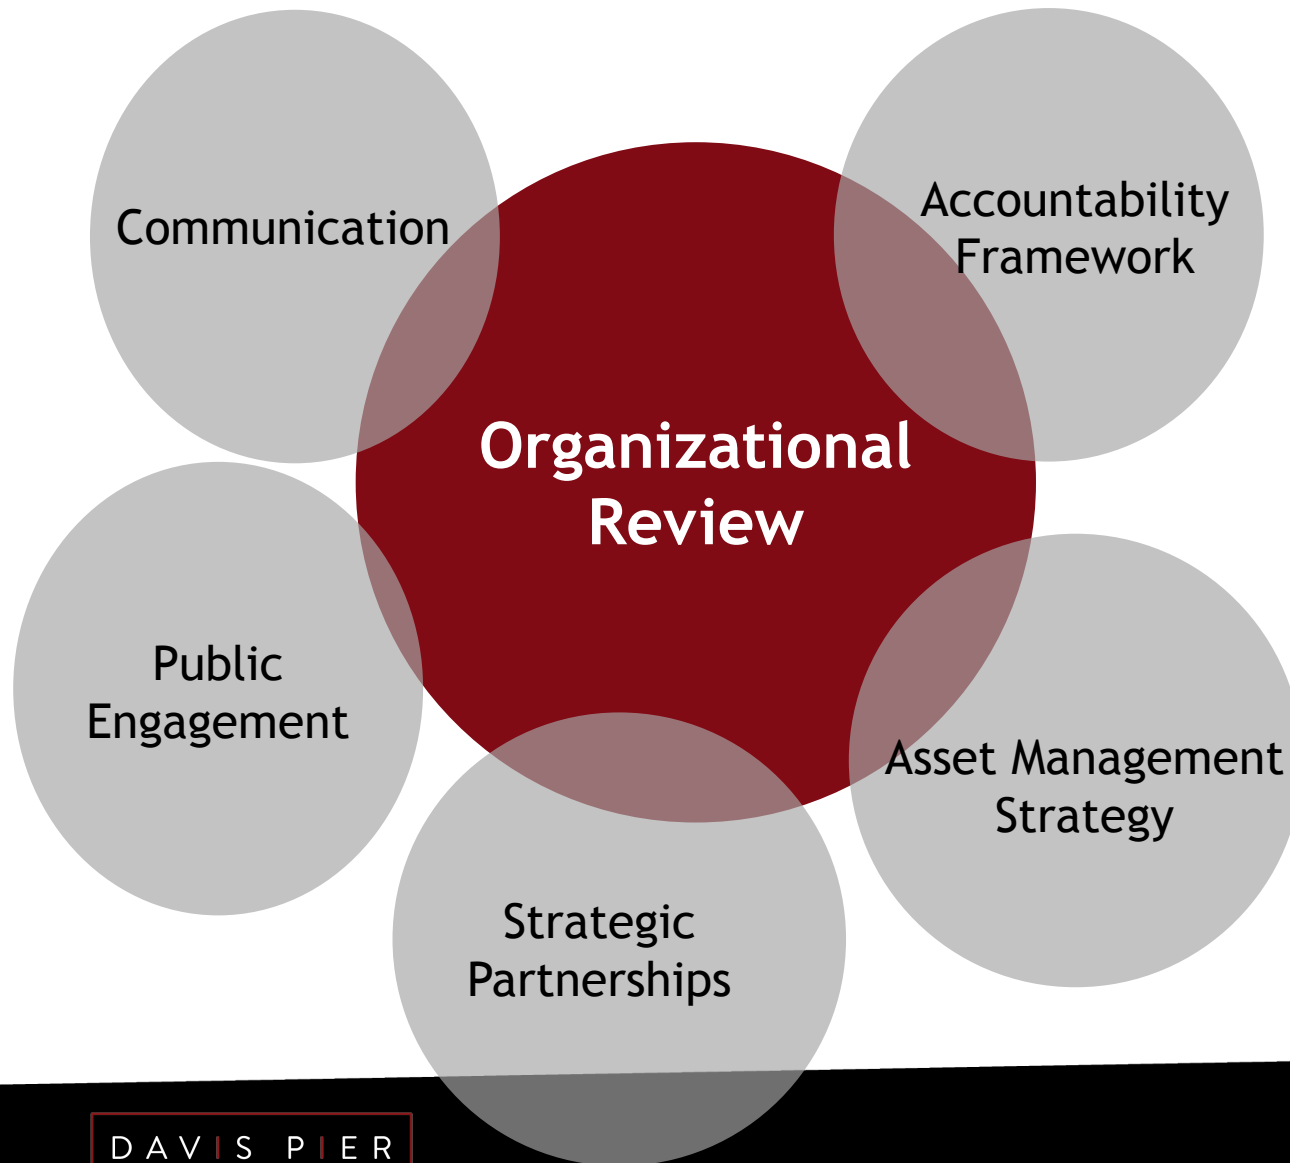 Communication
Accountability
Framework
Organizational
Review
Public
Engagement
Asset Management
Strategy
Strategic
Partnerships
DAVIS PIER